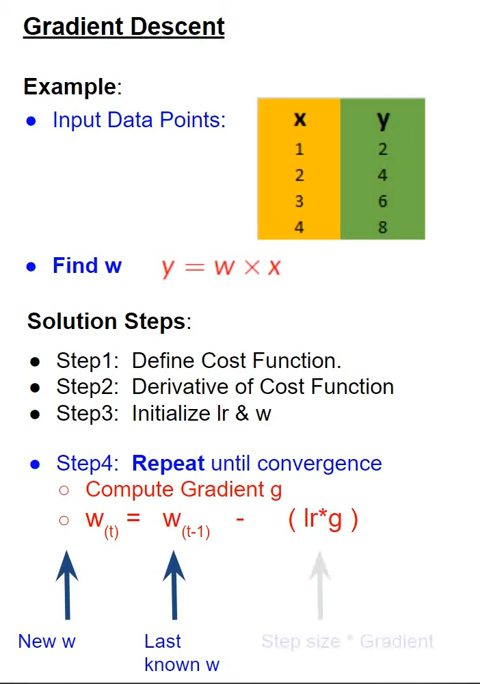 Gradient Descent
Example:
● Input Data Points:
x y
1 2
2 4
3 6
4 8
● Find w y = w × x
Solution Steps:
● Step1: Define Cost Function.
● Step2: Derivative of Cost Function
● Step3: Initialize lr & w
● Step4: Repeat until convergence
○ Compute Gradient g
○ w(t) = w(t-1) - ( lr*g )
New w Last known w Step size * Gradient